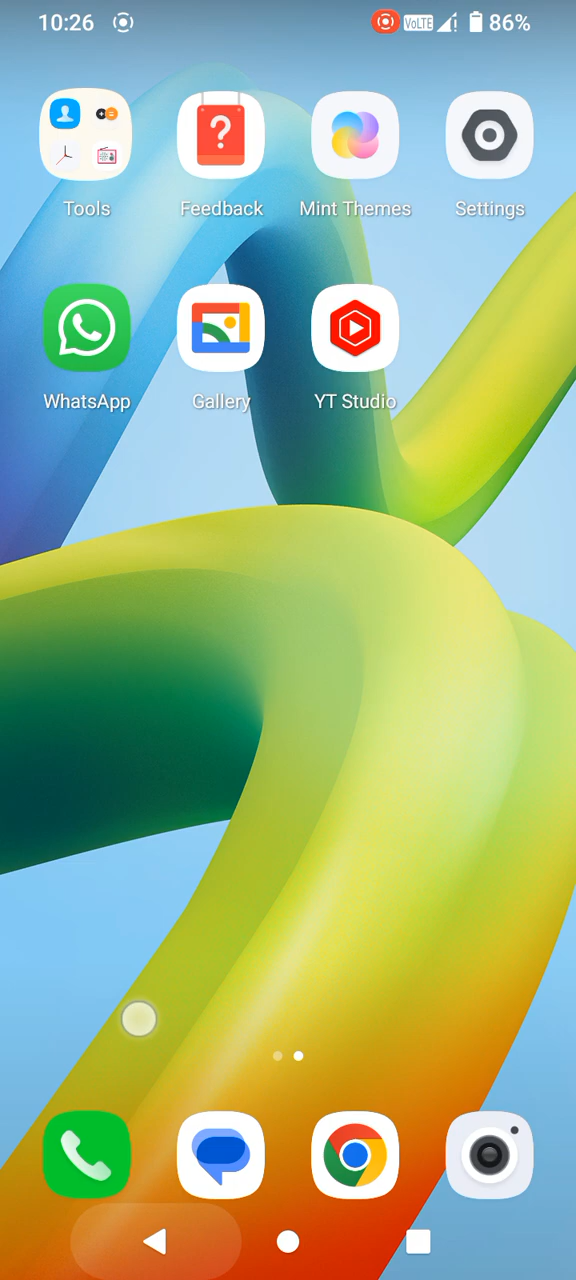 10:26 VoLTE 86%
Tools Feedback Mint Themes Settings
WhatsApp Gallery YT Studio